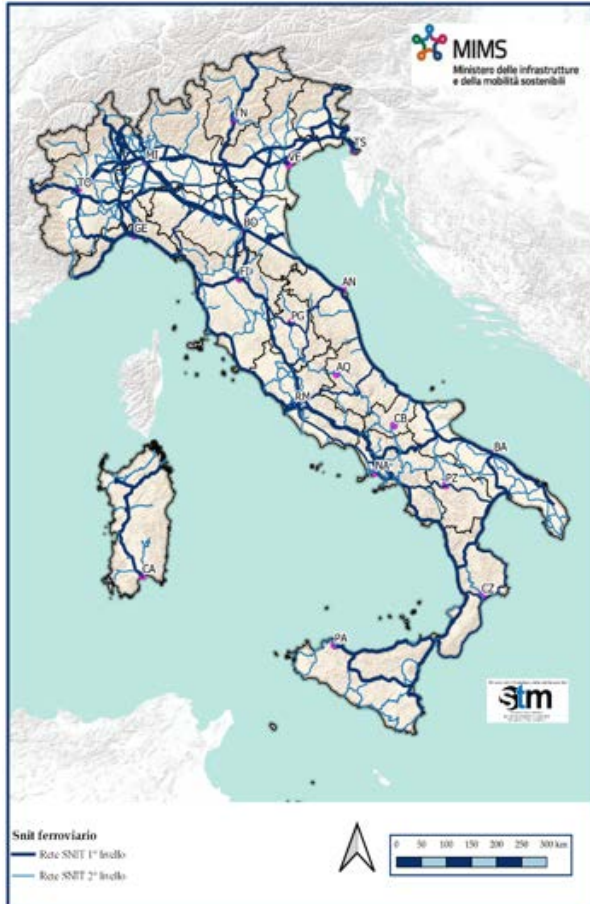 MIMS
Ministero delle infrastrutture
e della mobilità sostenibili
TN
TS
MI
VE
TO
BO
GE
FI
AN
PG
AQ
RM
CB
BA
NA
PZ
CA
CZ
PA
stm
Snit ferroviario
Rete SNIT 1° livello
Rete SNIT 2° livello
0 50 100 150 200 250 300 km